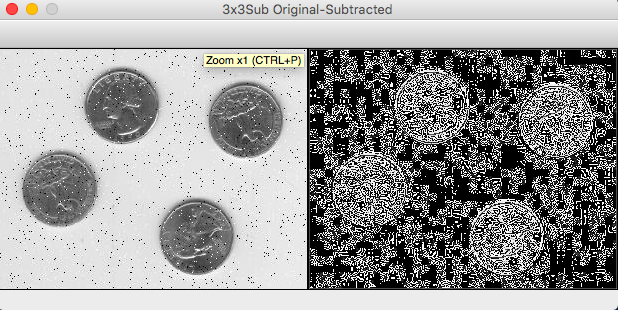 3x3Sub Original-Subtracted
Zoom x1 (CTRL+P)